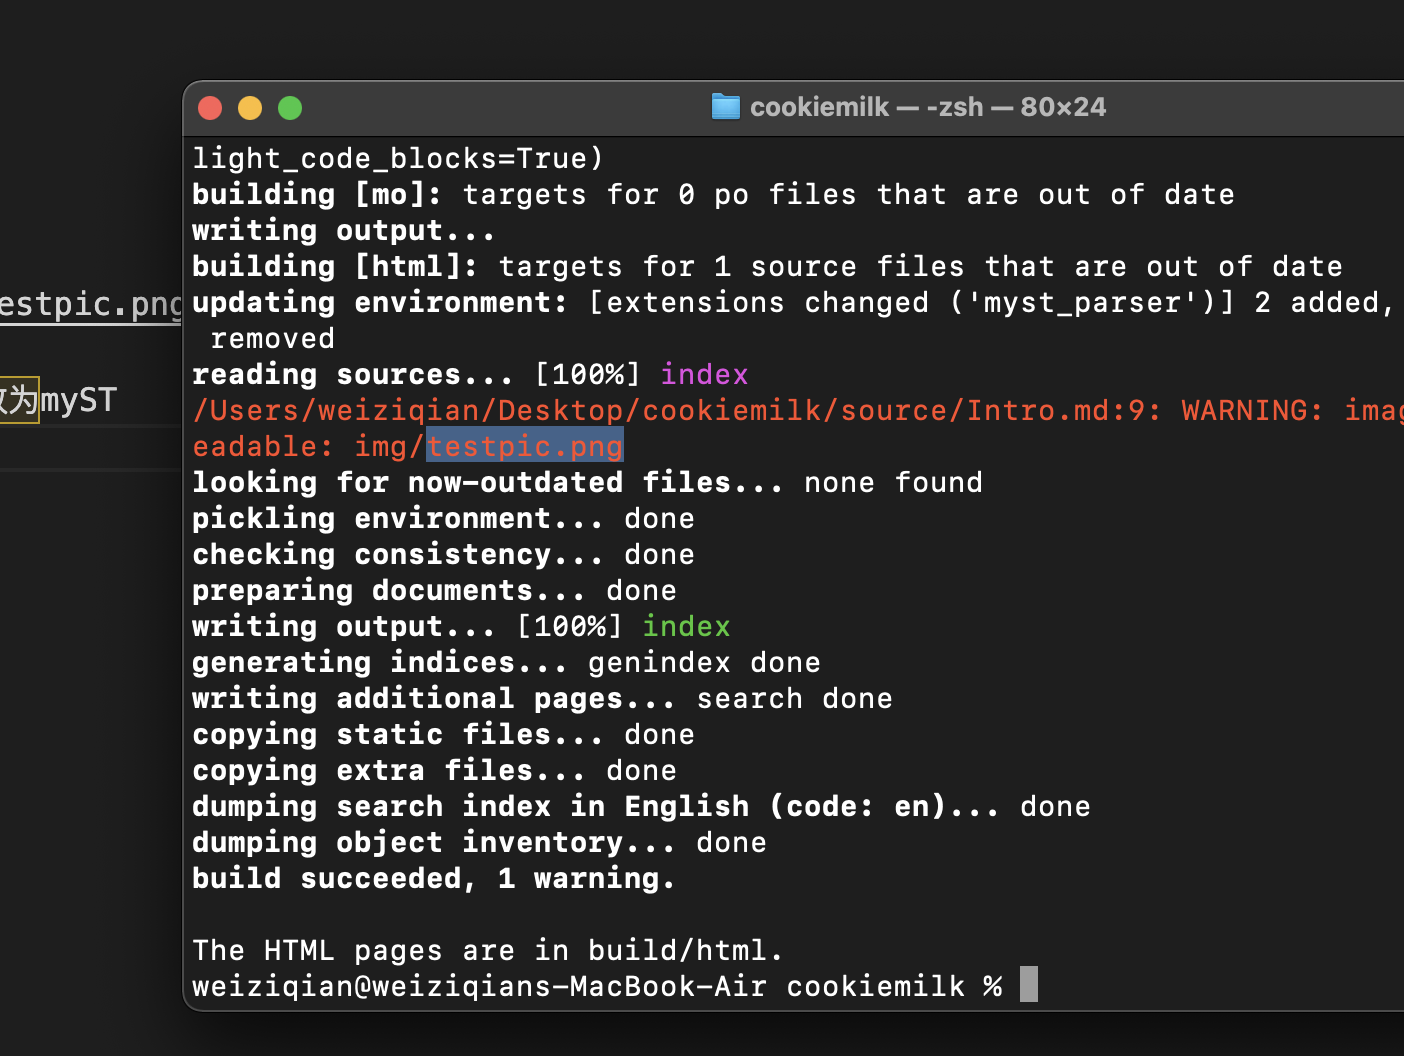 cookiemilk — -zsh — 80×24
light_code_blocks=True)
building [mo]: targets for 0 po files that are out of date
writing output...
building [html]: targets for 1 source files that are out of date
estpic.png
updating environment: [extensions changed ('myst_parser')] 2 added,
removed
reading sources... [100%] index
为myST
/Users/weiziqian/Desktop/cookiemilk/source/Intro.md:9: WARNING: imag
eadable: img/testpic.png
looking for now-outdated files... none found
pickling environment... done
checking consistency... done
preparing documents... done
writing output... [100%] index
generating indices... genindex done
writing additional pages... search done
copying static files... done
copying extra files... done
dumping search index in English (code: en)... done
dumping object inventory... done
build succeeded, 1 warning.
The HTML pages are in build/html.
weiziqian@weiziqians-MacBook-Air cookiemilk %